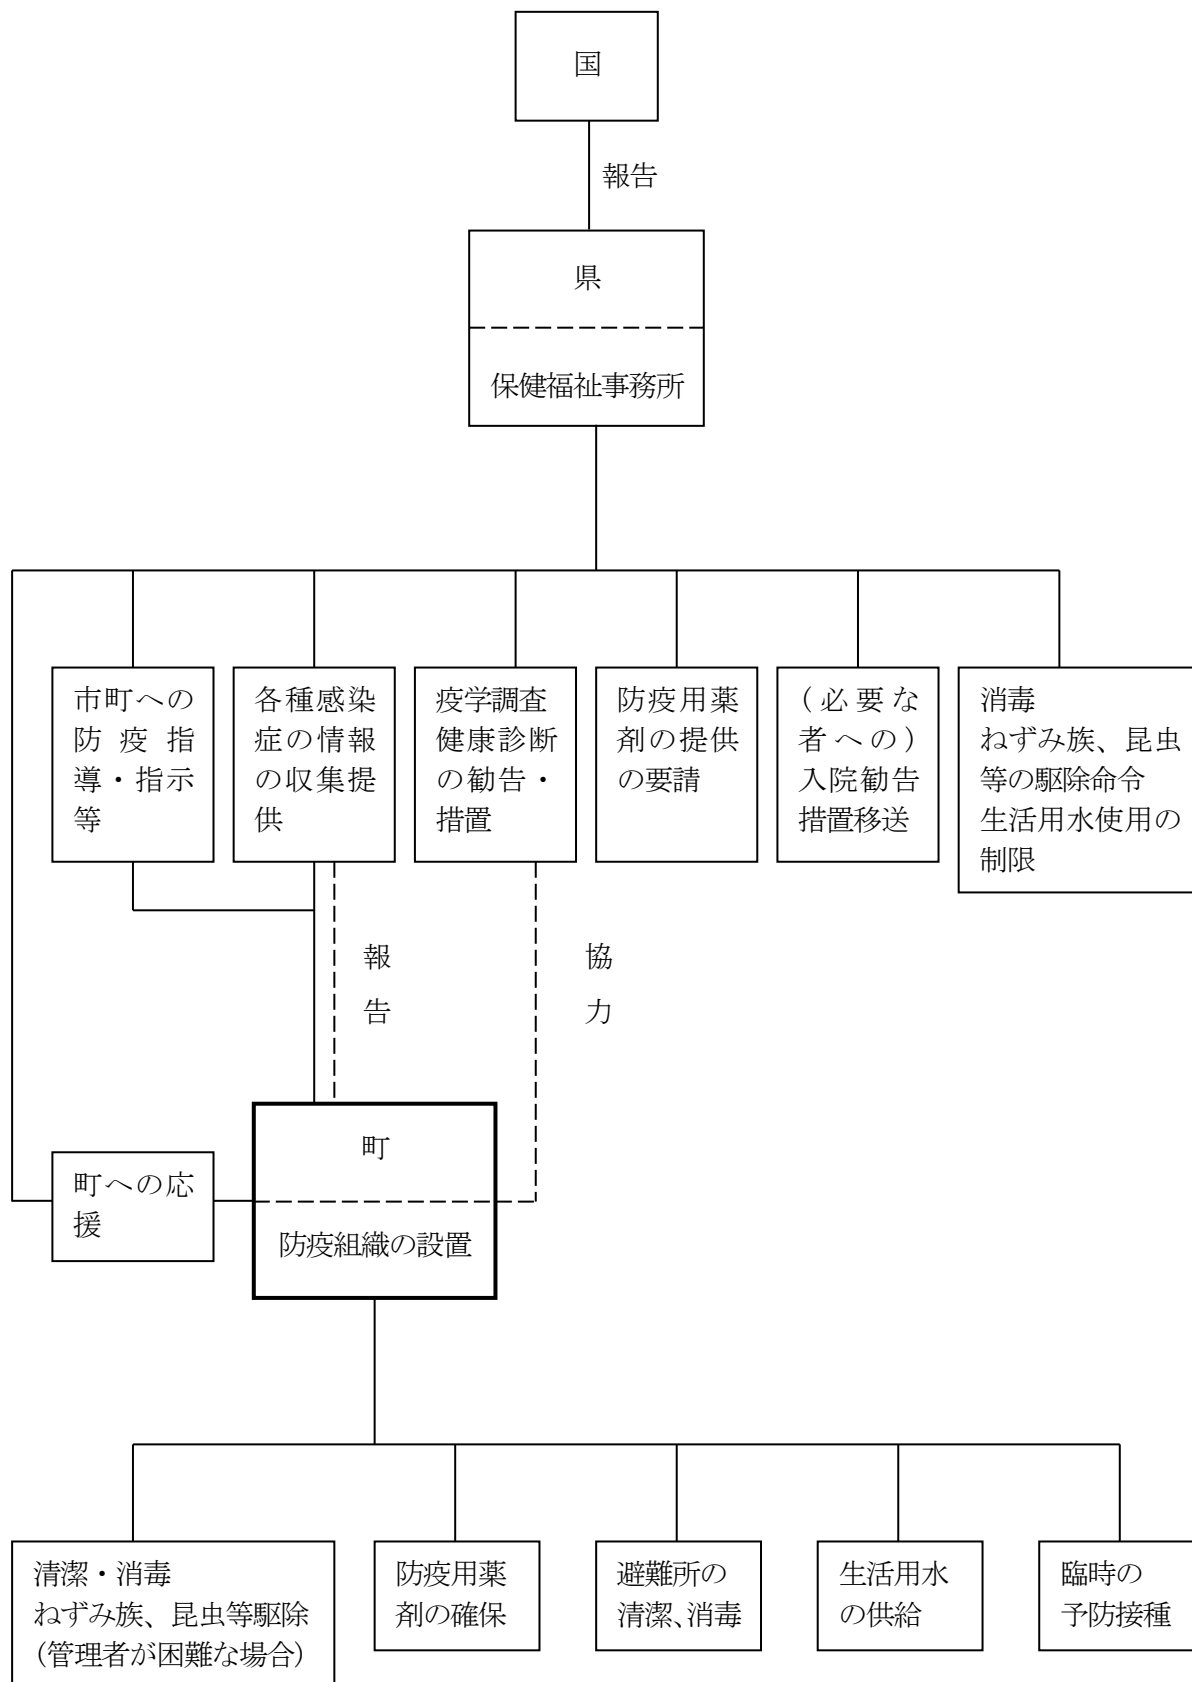 国
報告
県
保健福祉事務所
市町への
防疫指
導・指示
等
各種感染
症の情報
の収集提
供
疫学調査
健康診断
の勧告・
措置
防疫用薬
剤の提供
の要請
(必要な
者への)
入院勧告
措置移送
消毒
ねずみ族、昆虫
等の駆除命令
生活用水使用の
制限
報
告
協
力
町
防疫組織の設置
町への応
援
清潔・消毒
ねずみ族、昆虫等駆除
(管理者が困難な場合)
防疫用薬
剤の確保
避難所の
清潔、消毒
生活用水
の供給
臨時の
予防接種